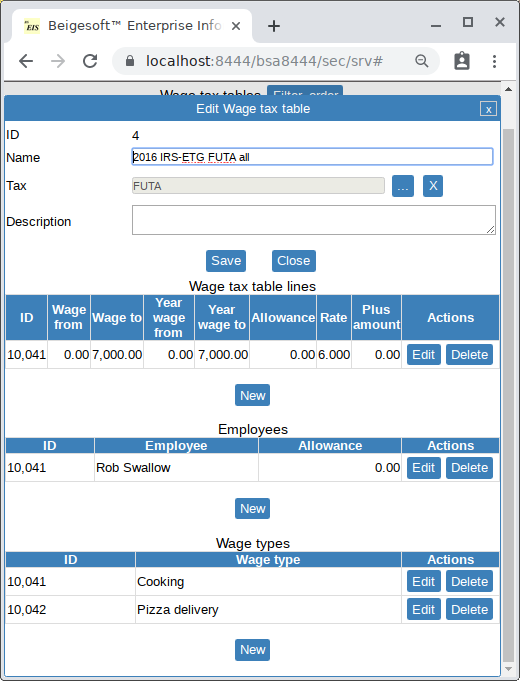 EIS
Beigesoft™ Enterprise Info
localhost:8444/bsa8444/sec/srv#
Wage tax tables Filter, order
Edit Wage tax table x
ID 4
Name 2016 IRS-ETG FUTA all
Tax FUTA ... X
Description
Save Close
Wage tax table lines
ID Wage from Wage to Year wage from Year wage to Allowance Rate Plus amount Actions
10,041 0.00 7,000.00 0.00 7,000.00 0.00 6.000 0.00 Edit Delete
New
Employees
ID Employee Allowance Actions
10,041 Rob Swallow 0.00 Edit Delete
New
Wage types
ID Wage type Actions
10,041 Cooking Edit Delete
10,042 Pizza delivery Edit Delete
New